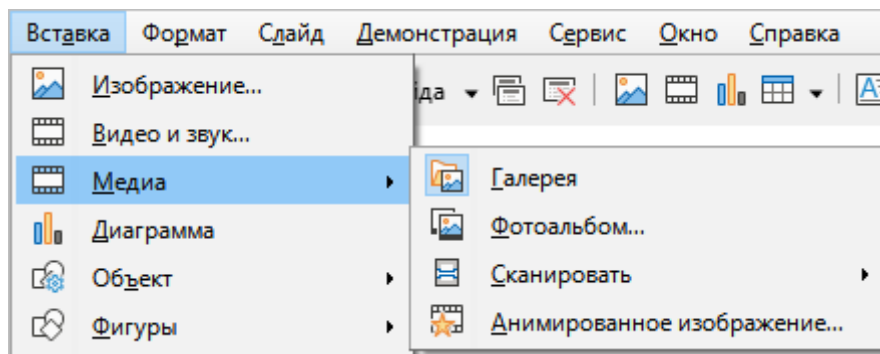 Вставка Формат Слайд Демонстрация Сервис Окно Справка
Изображение...
Видео и звук...
Медиа
Диаграмма
Объект
Фигуры
Галерея
Фотоальбом...
Сканировать
Анимированное изображение...